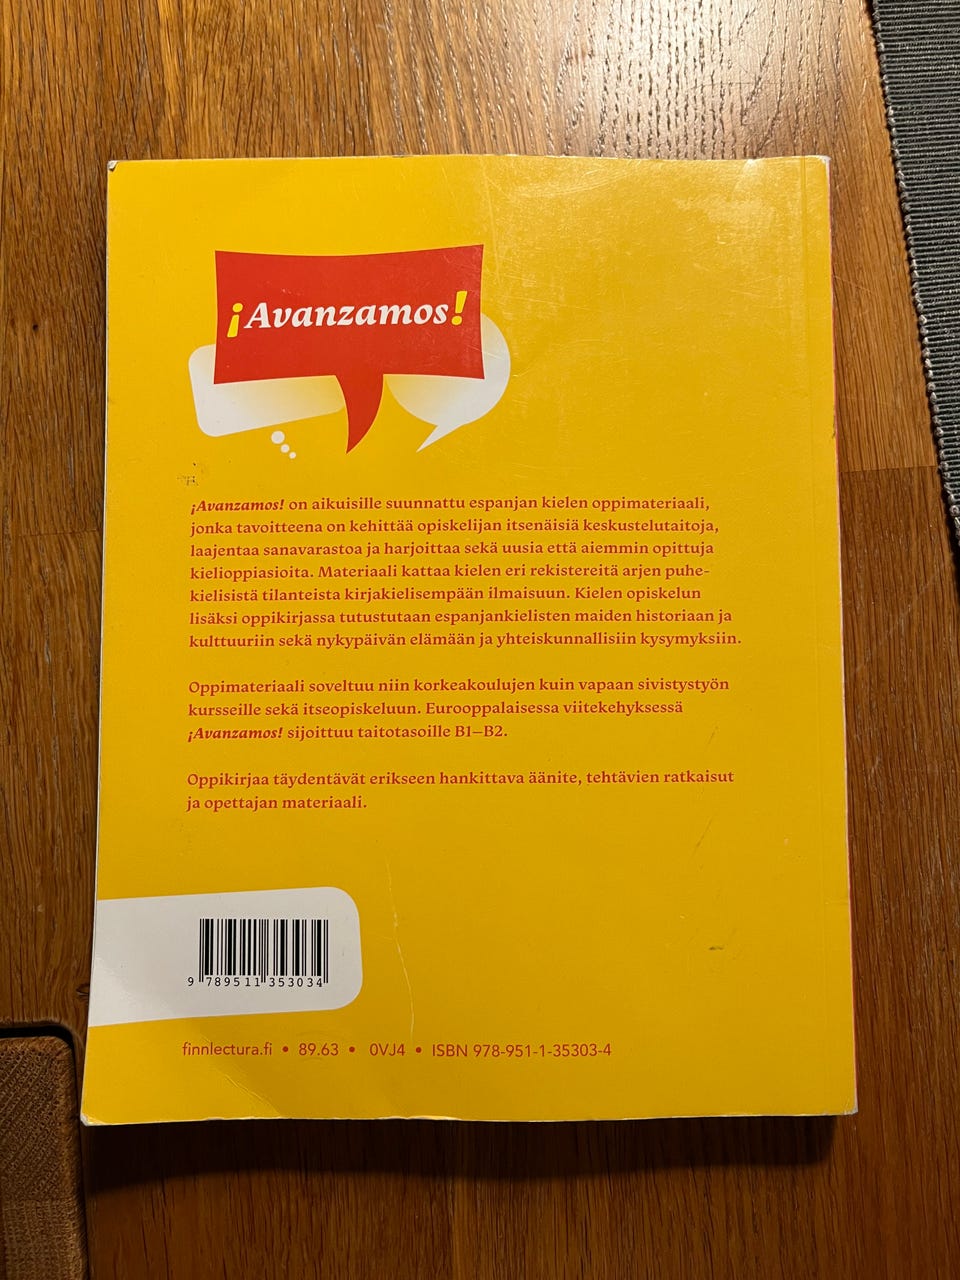 ¡Avanzamos!
¡Avanzamos! on aikuisille suunnattu espanjan kielen oppimateriaali,
jonka tavoitteena on kehittää opiskelijan itsenäisiä keskustelutaitoja,
laajentaa sanavarastoa ja harjoittaa sekä uusia että aiemmin opittuja
kielioppiasioita. Materiaali kattaa kielen eri rekistereitä arjen puhe-
kielisistä tilanteista kirjakielisempään ilmaisuun. Kielen opiskelun
lisäksi oppikirjassa tutustutaan espanjankielisten maiden historiaan ja
kulttuuriin sekä nykypäivän elämään ja yhteiskunnallisiin kysymyksiin.
Oppimateriaali soveltuu niin korkeakoulujen kuin vapaan sivistystyön
kursseille sekä itseopiskeluun. Eurooppalaisessa viitekehyksessä
¡Avanzamos! sijoittuu taitotasoille B1–B2.
Oppikirjaa täydentävät erikseen hankittava äänite, tehtävien ratkaisut
ja opettajan materiaali.
9 789511 353034
finnlectura.fi • 89.63 • 0VJ4 • ISBN 978-951-1-35303-4